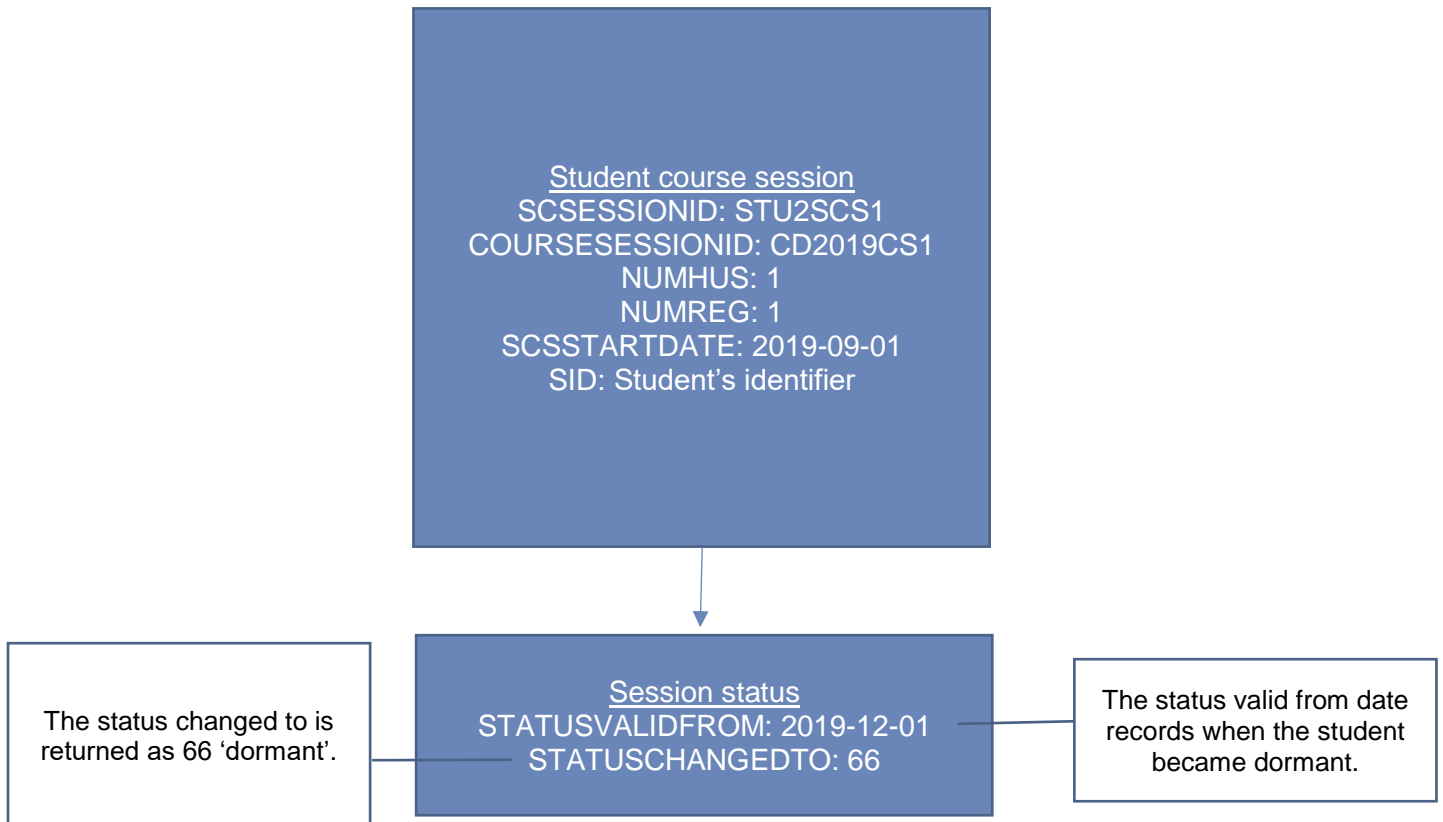 Student course session
SCSESSIONID: STU2SCS1
COURSESESSIONID: CD2019CS1
NUMHUS: 1
NUMREG: 1
SCSSTARTDATE: 2019-09-01
SID: Student’s identifier
The status changed to is
returned as 66 ‘dormant’.
Session status
STATUSVALIDFROM: 2019-12-01
STATUSCHANGEDTO: 66
The status valid from date
records when the student
became dormant.